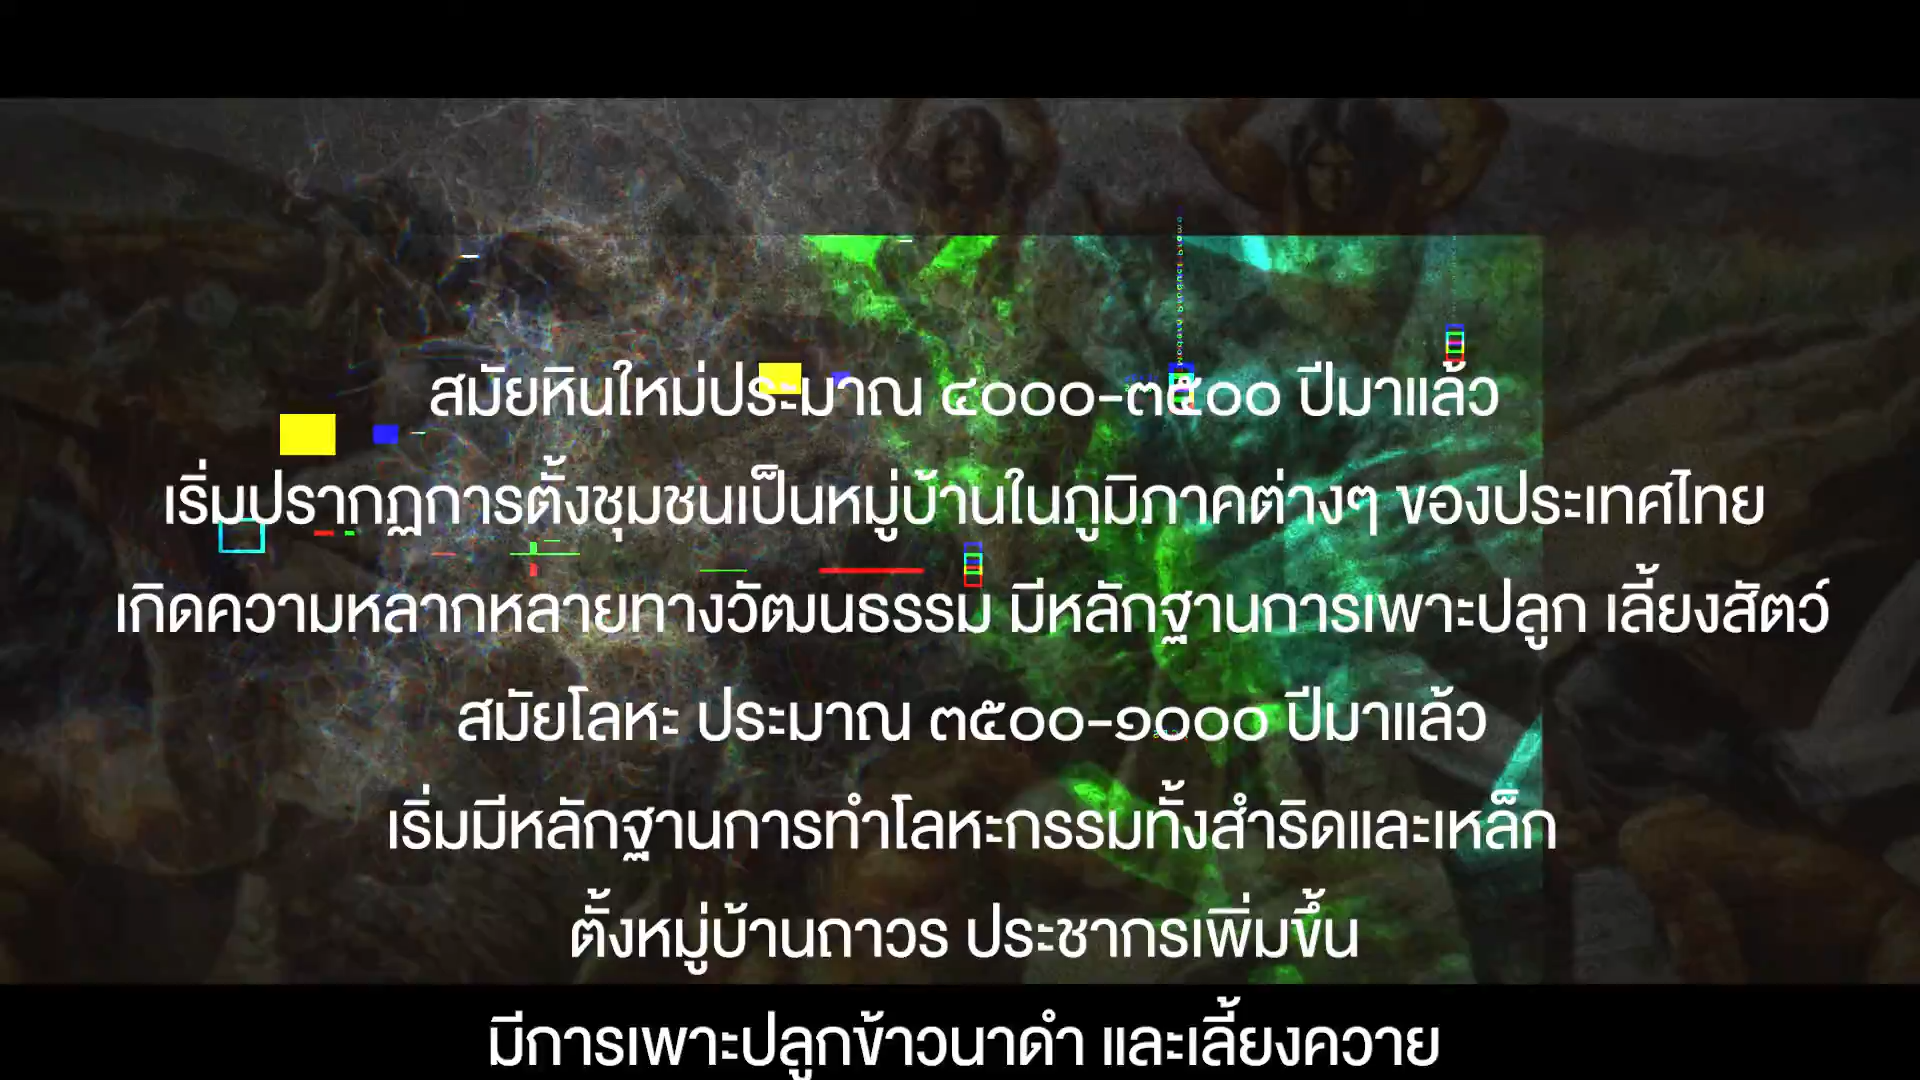 สมัยหินใหม่ประมาณ ๔๐๐๐-๓๕๐๐ ปีมาแล้ว
เริ่มปรากฏการตั้งชุมชนเป็นหมู่บ้านในภูมิภาคต่างๆ ของประเทศไทย
เกิดความหลากหลายทางวัฒนธรรม มีหลักฐานการเพาะปลูก เลี้ยงสัตว์
สมัยโลหะ ประมาณ ๓๕๐๐-๑๐๐๐ ปีมาแล้ว
เริ่มมีหลักฐานการทำโลหะกรรมทั้งสำริดและเหล็ก
ตั้งหมู่บ้านถาวร ประชากรเพิ่มขึ้น
มีการเพาะปลูกข้าวนาดำ และเลี้ยงควาย